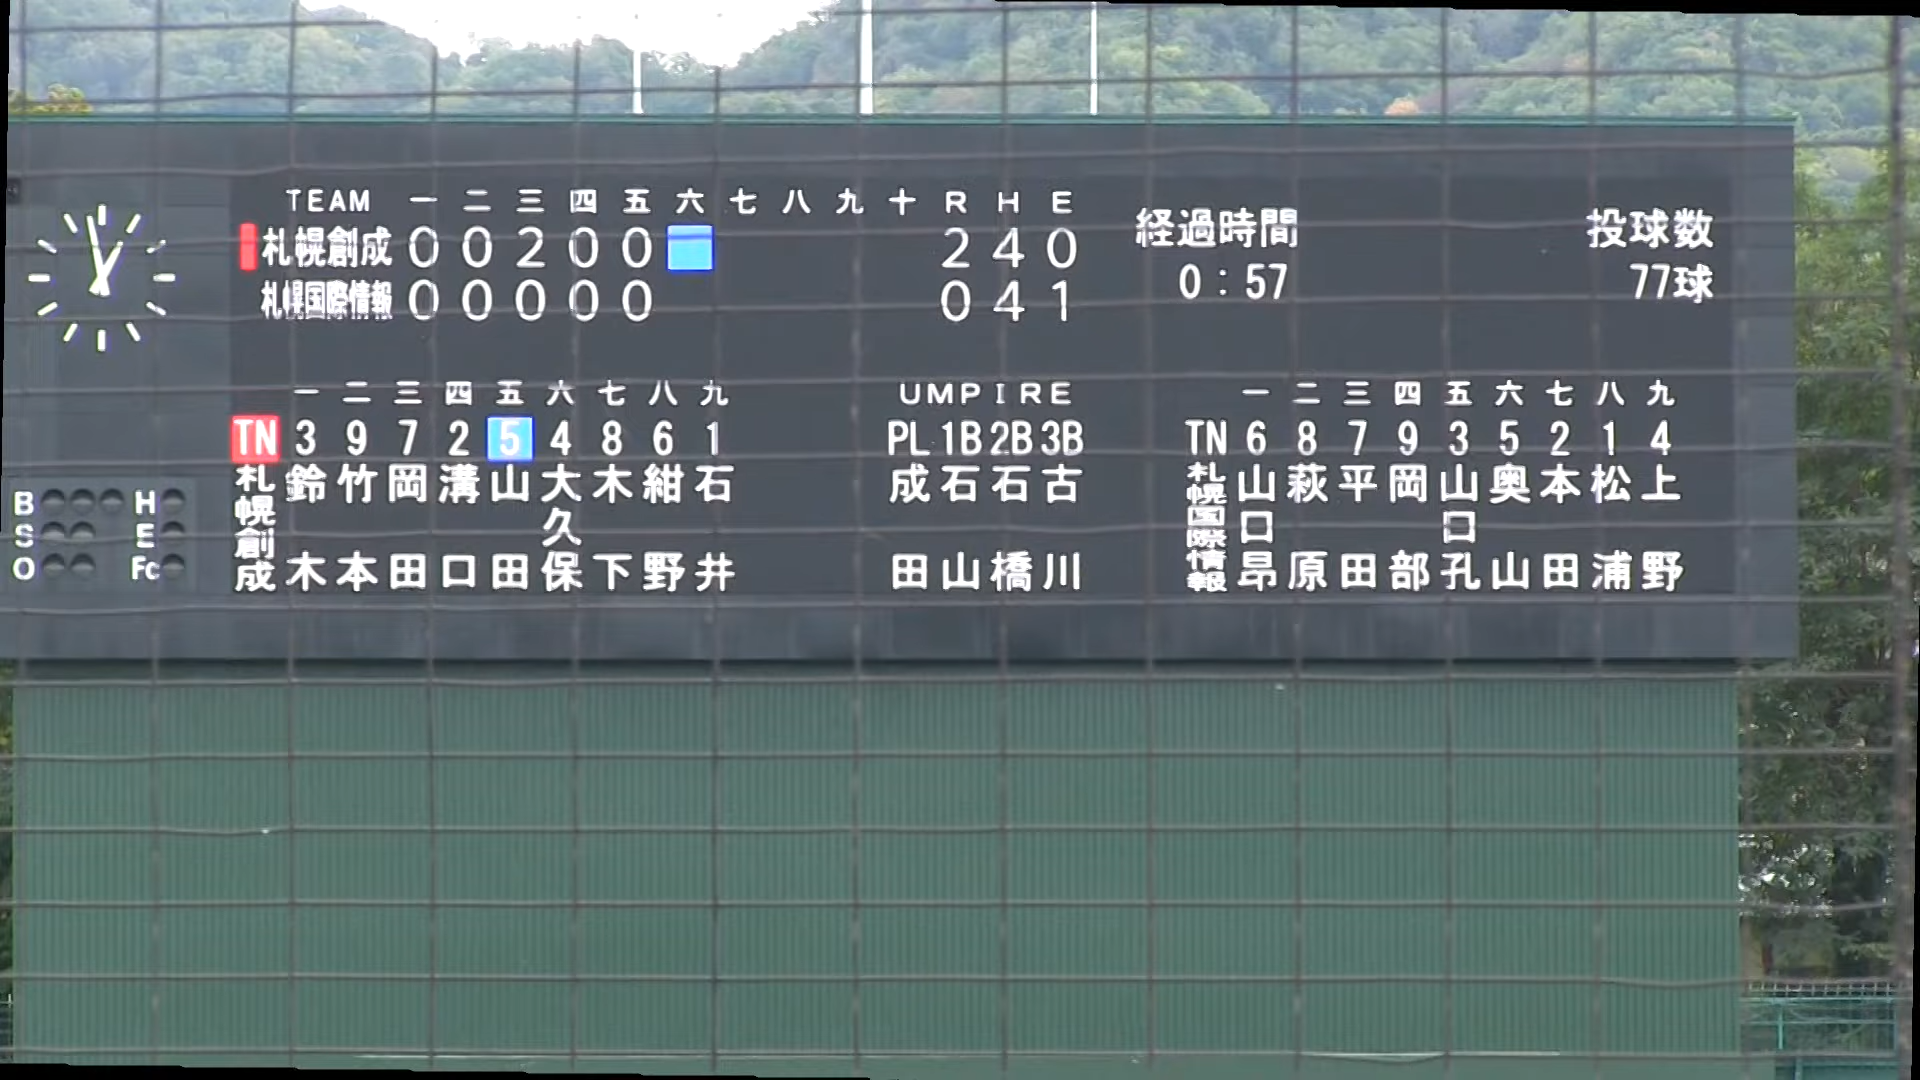 TEAM 一 二 三 四 五 六 七 八 九 十 R H E
札幌創成 0 0 2 0 0 2 4 0
札幌国際情報 0 0 0 0 0 0 4 1
経過時間
0:57
投球数
77球
一 二 三 四 五 六 七 八 九
TN 3 9 7 2 5 4 8 6 1
札幌創成 鈴木 竹本 岡田 溝口 山田 大久保 木下 紺野 石井
UMPIRE
PL 1B 2B 3B
成田 石山 石橋 古川
一 二 三 四 五 六 七 八 九
TN 6 8 7 9 3 5 2 1 4
札幌国際情報 山口昂 萩原 平田 岡部 山口孔 奥山 本田 松浦 上野
B H
S E
O Fc